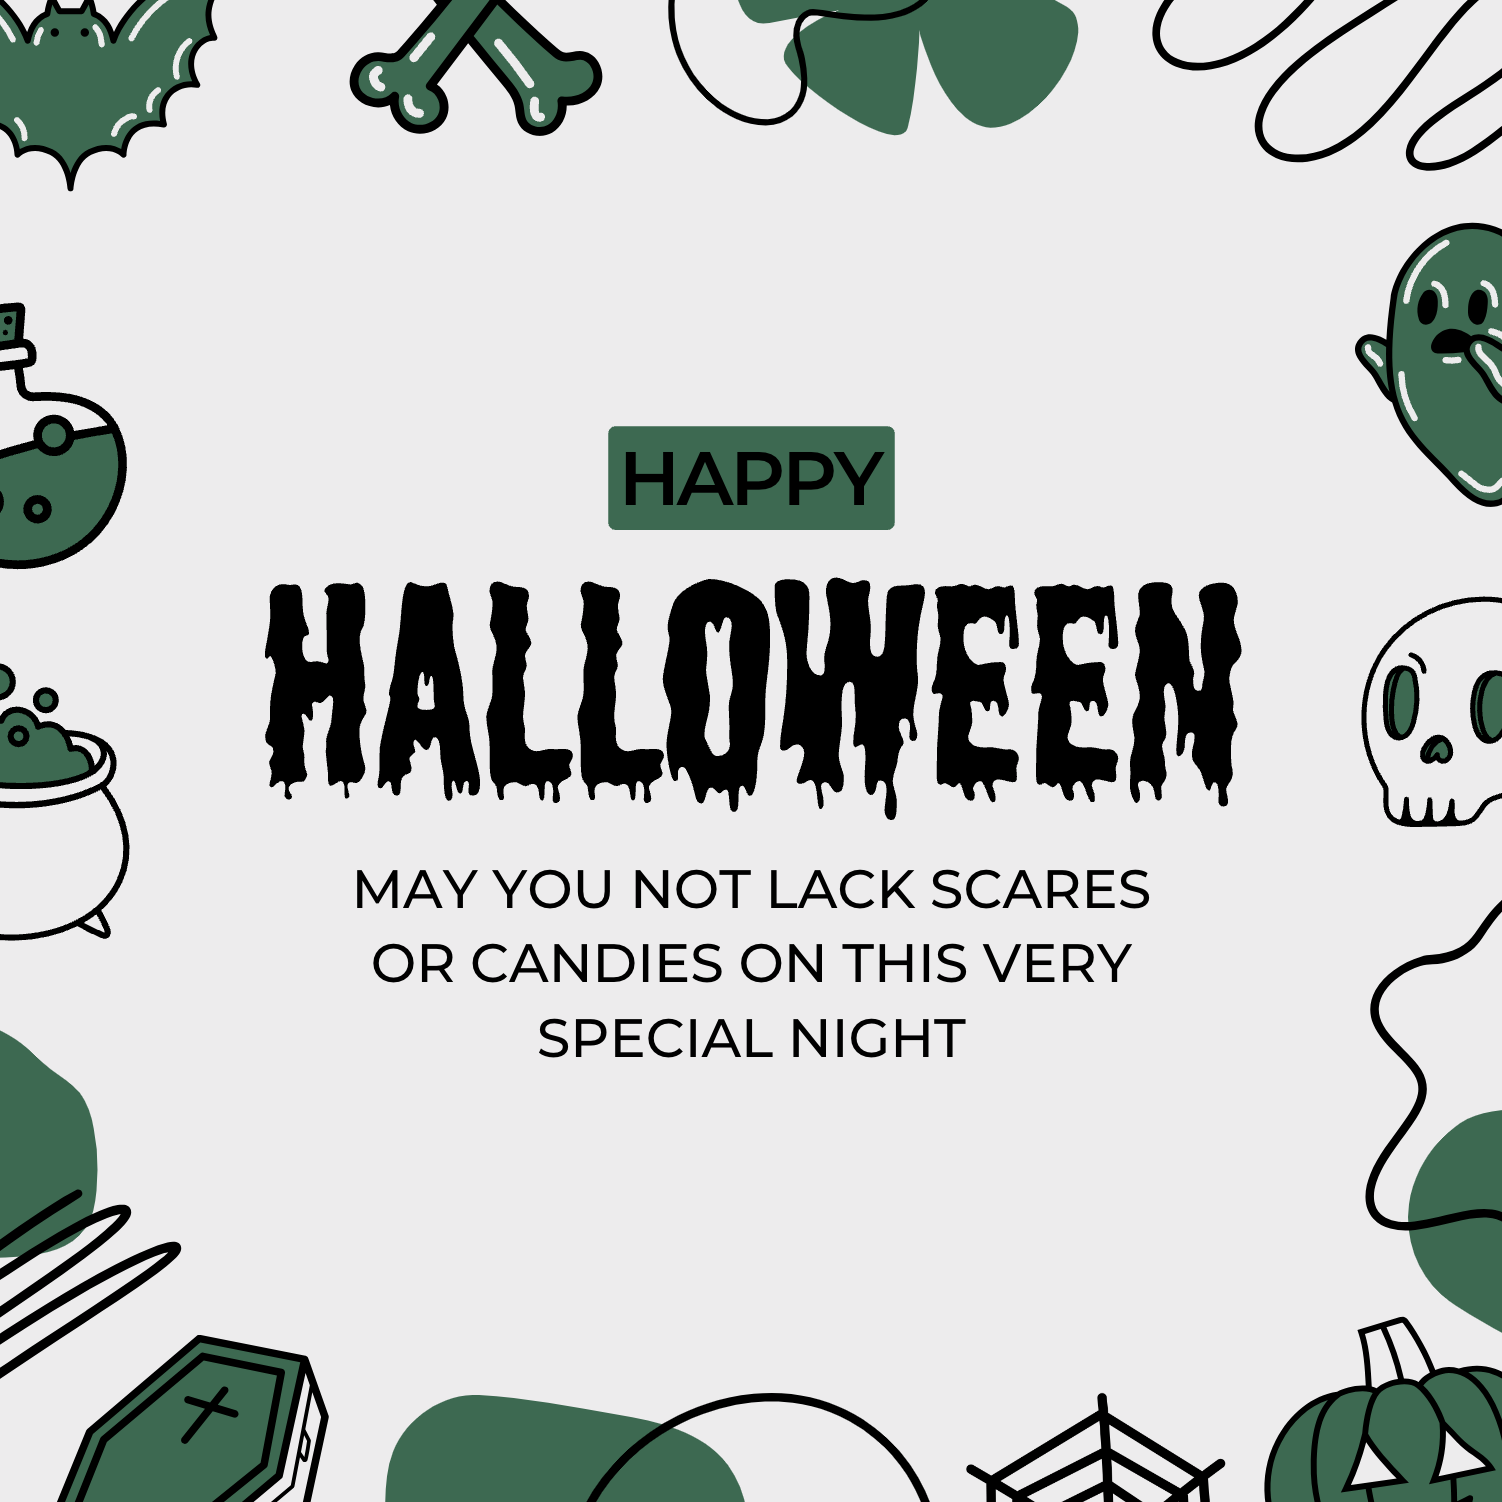 HAPPY
HALLOWEEN
MAY YOU NOT LACK SCARES
OR CANDIES ON THIS VERY
SPECIAL NIGHT